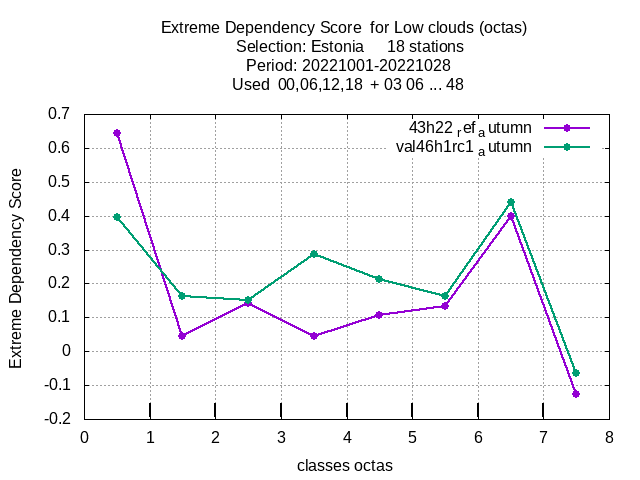 Extreme Dependency Score  for Low clouds (octas)
Selection: Estonia     18 stations
Period: 20221001-20221028
Used  00,06,12,18  + 03 06 ... 48
43h22 refa utumn
val46h1rc1 a utumn
0.7
0.6
0.5
0.4
0.3
0.2
0.1
0
-0.1
-0.2
Extreme Dependency Score
0 1 2 3 4 5 6 7 8
classes octas